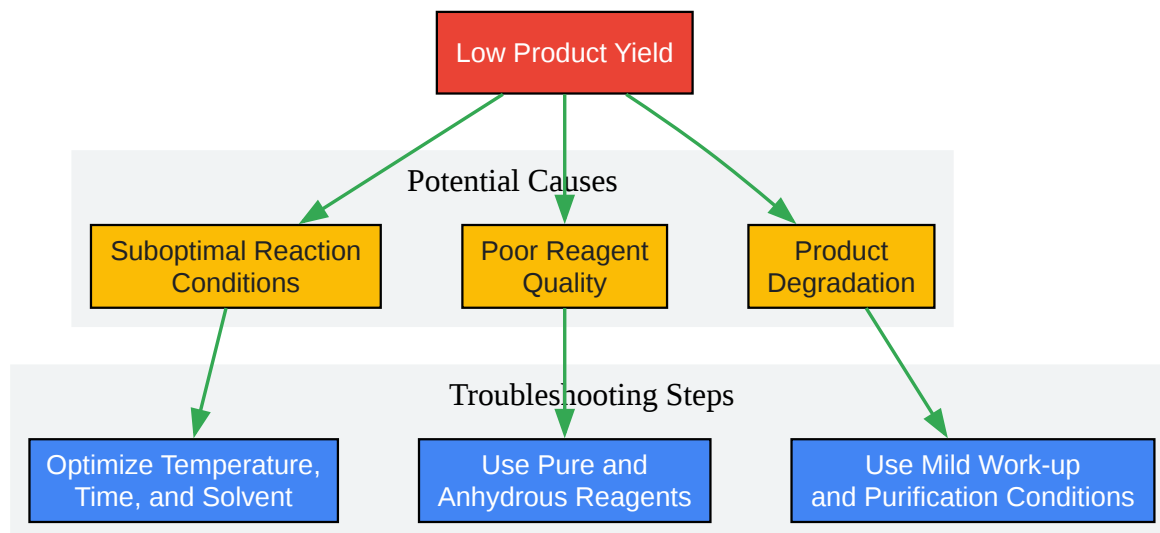 Low Product Yield
Potential Causes
Suboptimal Reaction
Conditions
Poor Reagent
Quality
Product
Degradation
Troubleshooting Steps
Optimize Temperature,
Time, and Solvent
Use Pure and
Anhydrous Reagents
Use Mild Work-up
and Purification Conditions